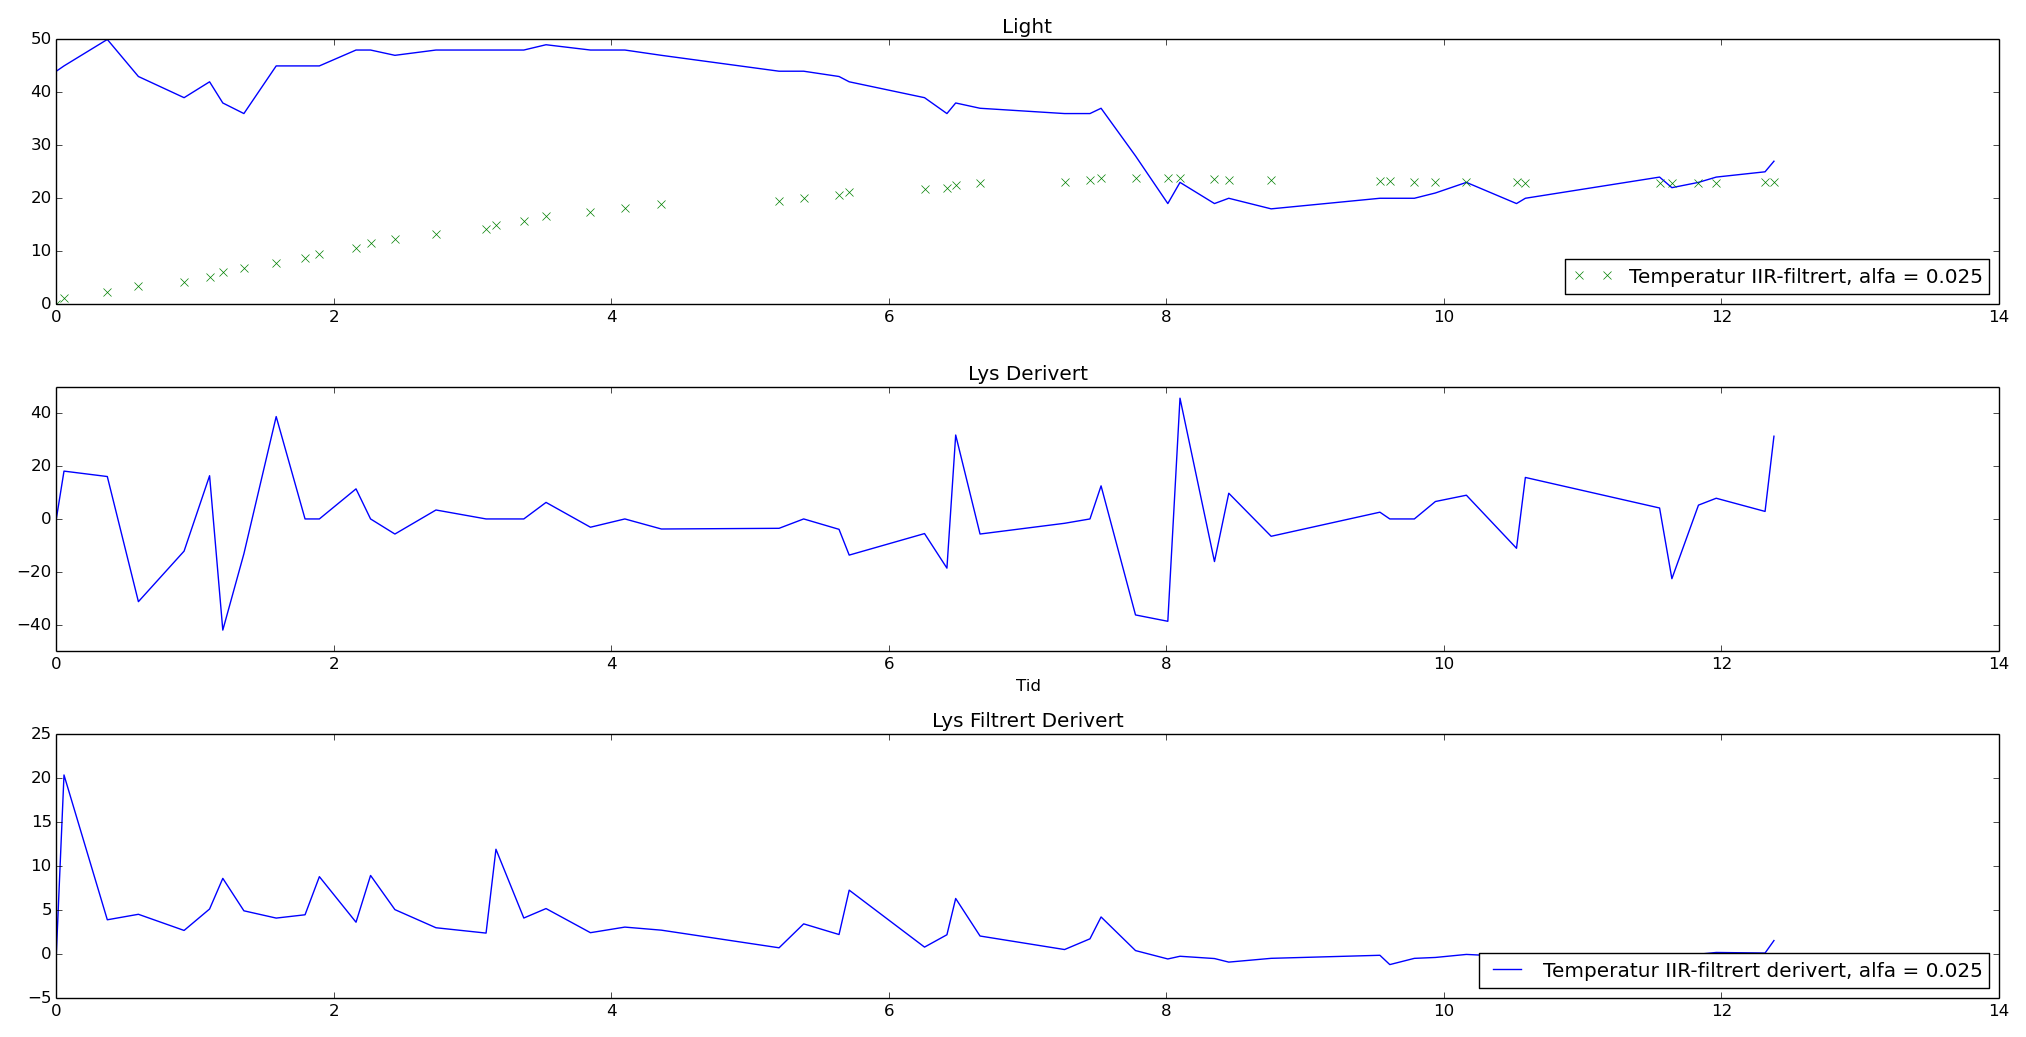 Light
50
40
30
20
10
0
Temperatur IIR-filtrert, alfa = 0.025
0 2 4 6 8 10 12 14
Lys Derivert
40
20
0
−20
−40
0 2 4 6 8 10 12 14
Tid
Lys Filtrert Derivert
25
20
15
10
5
0
−5
Temperatur IIR-filtrert derivert, alfa = 0.025
0 2 4 6 8 10 12 14